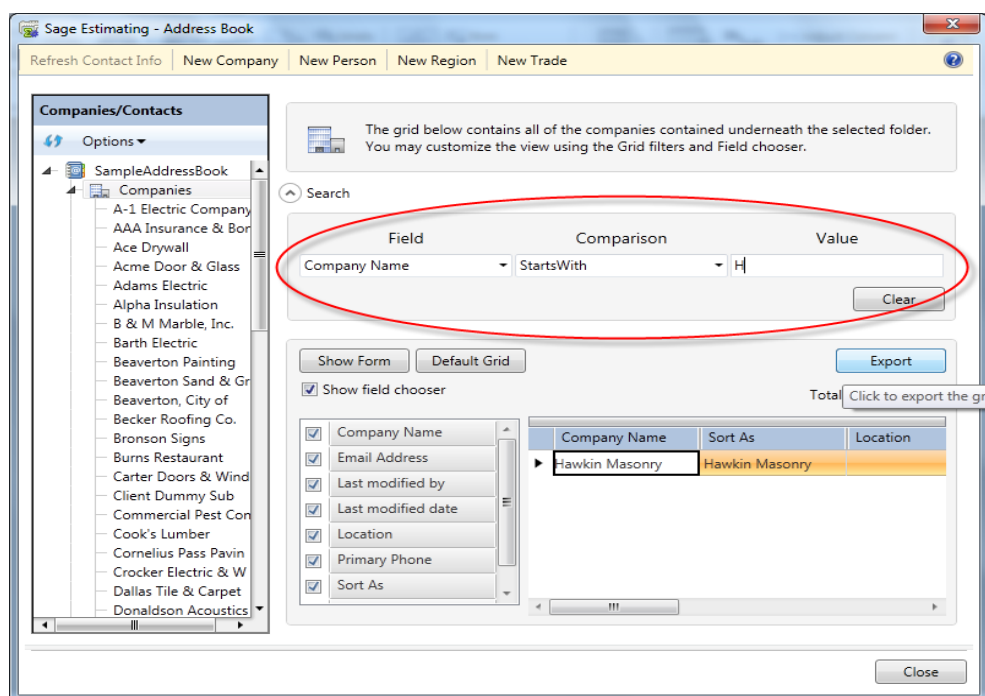 Sage Estimating - Address Book
Refresh Contact Info New Company New Person New Region New Trade
Companies/Contacts
Options
SampleAddressBook
Companies
A-1 Electric Company
AAA Insurance & Bor
Ace Drywall
Acme Door & Glass
Adams Electric
Alpha Insulation
B & M Marble, Inc.
Barth Electric
Beaverton Painting
Beaverton Sand & Gr
Beaverton, City of
Becker Roofing Co.
Bronson Signs
Burns Restaurant
Carter Doors & Wind
Client Dummy Sub
Commercial Pest Con
Cook's Lumber
Cornelius Pass Pavin
Crocker Electric & W
Dallas Tile & Carpet
Donaldson Acoustics
The grid below contains all of the companies contained underneath the selected folder.
You may customize the view using the Grid filters and Field chooser.
Search
Field Comparison Value
Company Name StartsWith H
Clear
Show Form Default Grid Export
Show field chooser
Total Click to export the gr
Company Name
Email Address
Last modified by
Last modified date
Location
Primary Phone
Sort As
Company Name Sort As Location
Hawkin Masonry Hawkin Masonry
Close